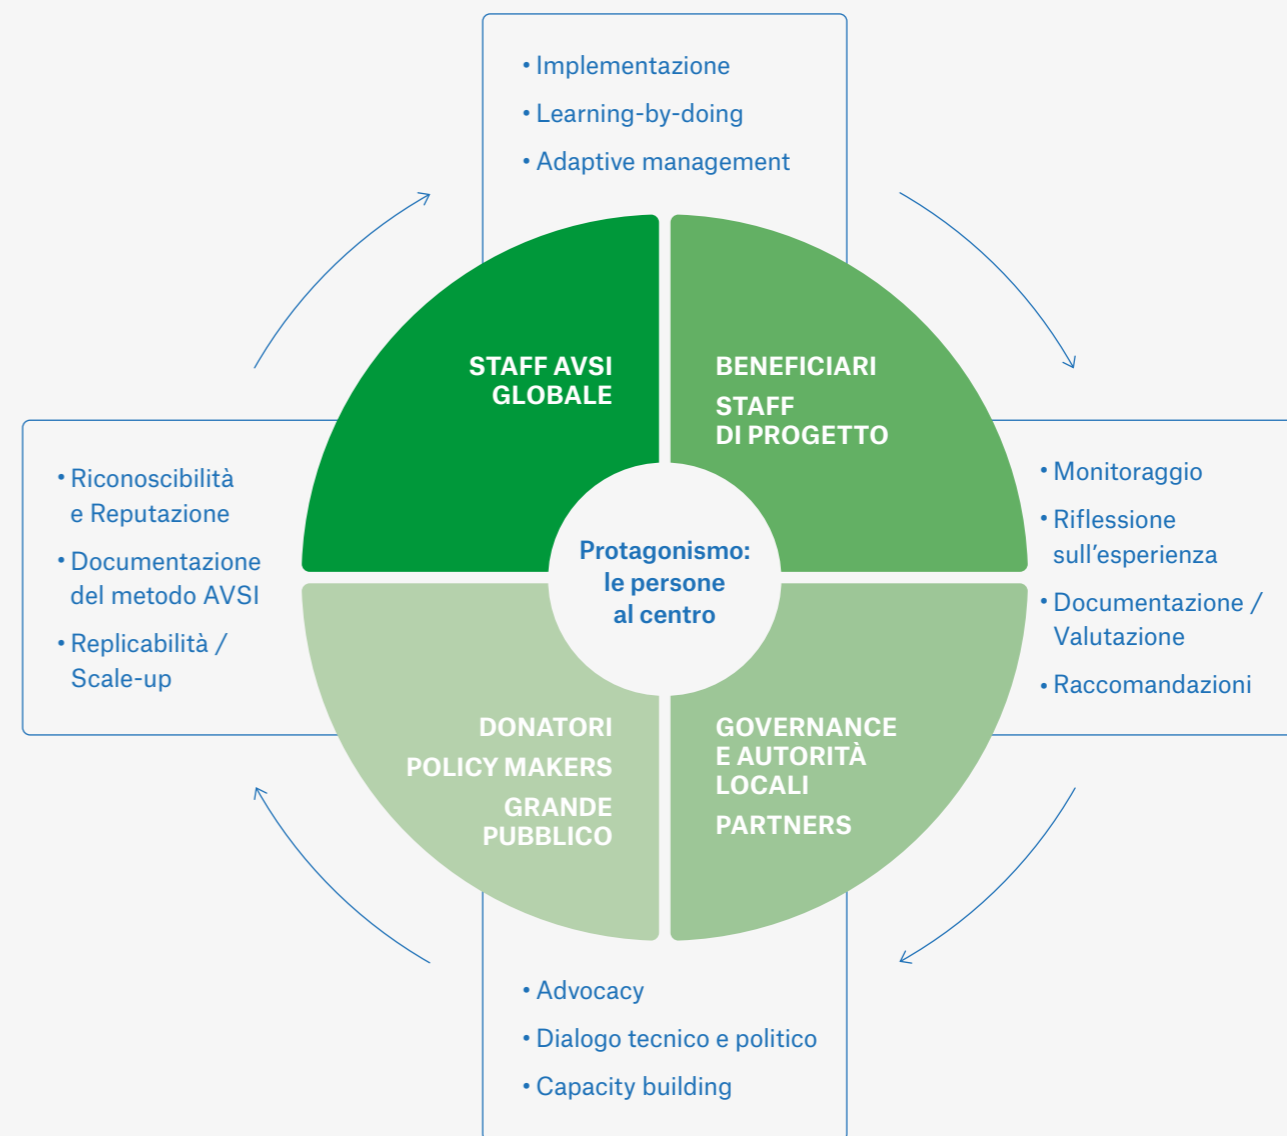 • Implementazione
• Learning-by-doing
• Adaptive management
STAFF AVSI
GLOBALE
BENEFICIARI
STAFF
DI PROGETTO
• Riconoscibilità
e Reputazione
• Documentazione
del metodo AVSI
• Replicabilità /
Scale-up
Protagonismo:
le persone
al centro
• Monitoraggio
• Riflessione
sull'esperienza
• Documentazione /
Valutazione
• Raccomandazioni
DONATORI
POLICY MAKERS
GRANDE
PUBBLICO
GOVERNANCE
E AUTORITÀ
LOCALI
PARTNERS
• Advocacy
• Dialogo tecnico e politico
• Capacity building